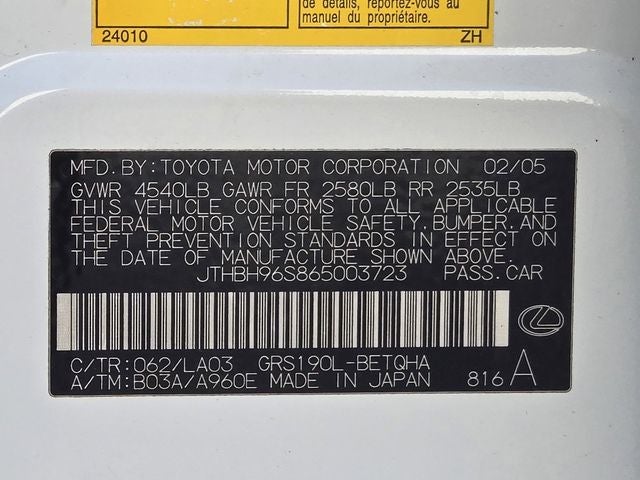 de détails, reportez-vous au
manuel du propriétaire.
24010 ZH
MFD. BY: TOYOTA MOTOR CORPORATION 02/05
GVWR 4540LB GAWR FR 2580LB RR 2535LB
THIS VEHICLE CONFORMS TO ALL APPLICABLE
FEDERAL MOTOR VEHICLE SAFETY, BUMPER, AND
THEFT PREVENTION STANDARDS IN EFFECT ON
THE DATE OF MANUFACTURE SHOWN ABOVE.
JTHBH96S865003723 PASS.CAR
C/TR: 062/LA03 GRS190L-BETQHA
A/TM: B03A/A960E MADE IN JAPAN 816 A